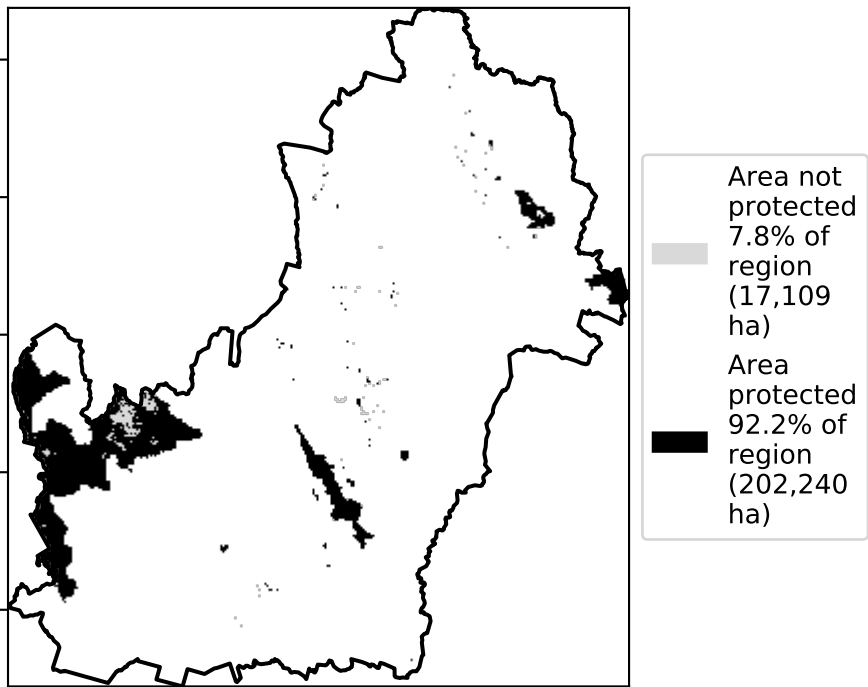 Area not
protected
7.8% of
region
(17,109
ha)
Area
protected
92.2% of
region
(202,240
ha)